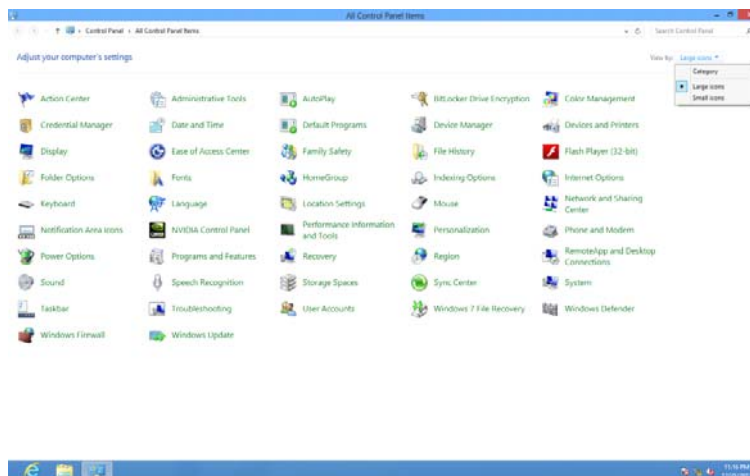 All Control Panel Items
Control Panel All Control Panel Items Search Control Panel
Adjust your computer's settings
View by: Large icons
Category
Large icons
Small icons
Action Center Administrative Tools AutoPlay BitLocker Drive Encryption Color Management
Credential Manager Date and Time Default Programs Device Manager Devices and Printers
Display Ease of Access Center Family Safety File History Flash Player (32-bit)
Folder Options Fonts HomeGroup Indexing Options Internet Options
Keyboard Language Location Settings Mouse Network and Sharing
Center
Notification Area Icons NVIDIA Control Panel Performance Information
and Tools
Personalization Phone and Modem
Power Options Programs and Features Recovery Region RemoteApp and Desktop
Connections
Sound Speech Recognition Storage Spaces Sync Center System
Taskbar Troubleshooting User Accounts Windows 7 File Recovery Windows Defender
Windows Firewall Windows Update
11:16 PM